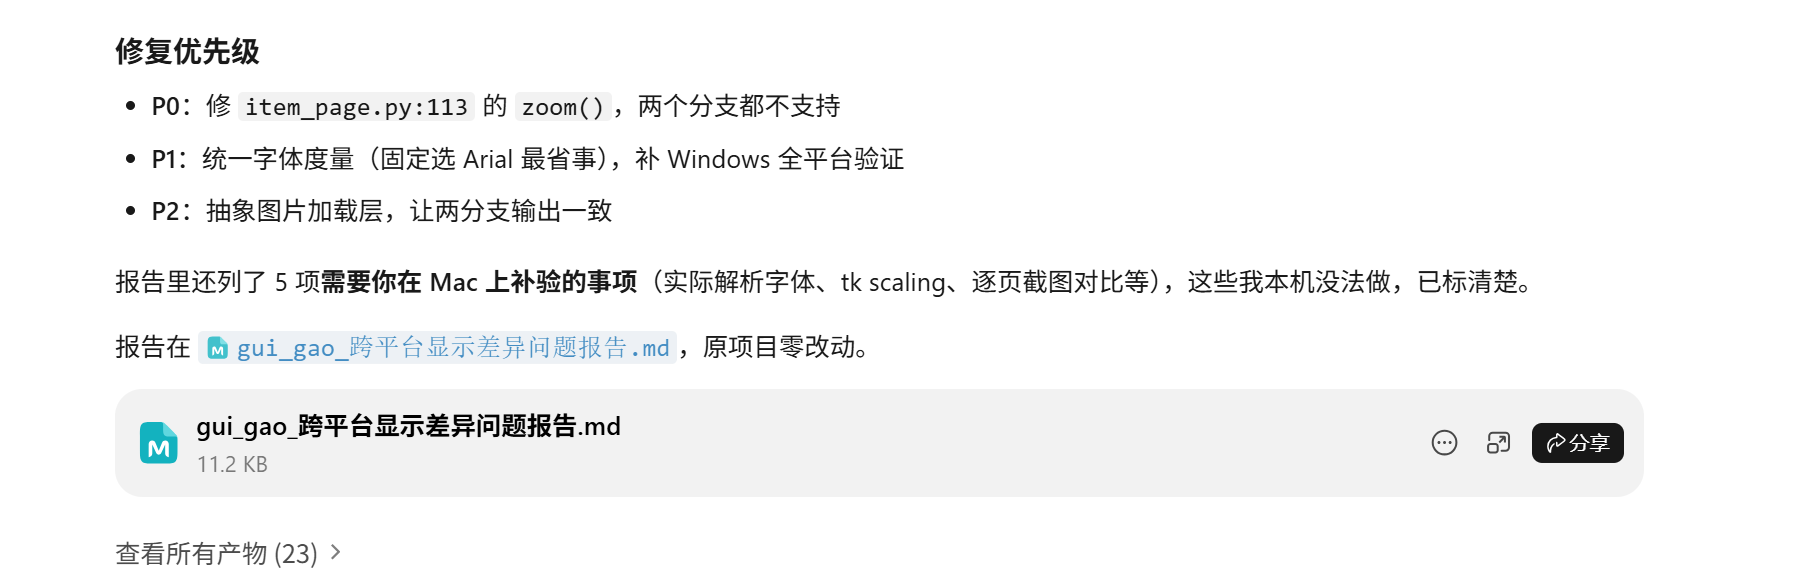 修复优先级
P0：修 item_page.py:113 的 zoom()，两个分支都不支持
P1：统一字体度量（固定选 Arial 最省事），补 Windows 全平台验证
P2：抽象图片加载层，让两分支输出一致
报告里还列了 5 项需要你在 Mac 上补验的事项（实际解析字体、tk scaling、逐页截图对比等），这些我本机没法做，已标清楚。
报告在 gui_gao_跨平台显示差异问题报告.md，原项目零改动。
gui_gao_跨平台显示差异问题报告.md
11.2 KB
分享
查看所有产物 (23)